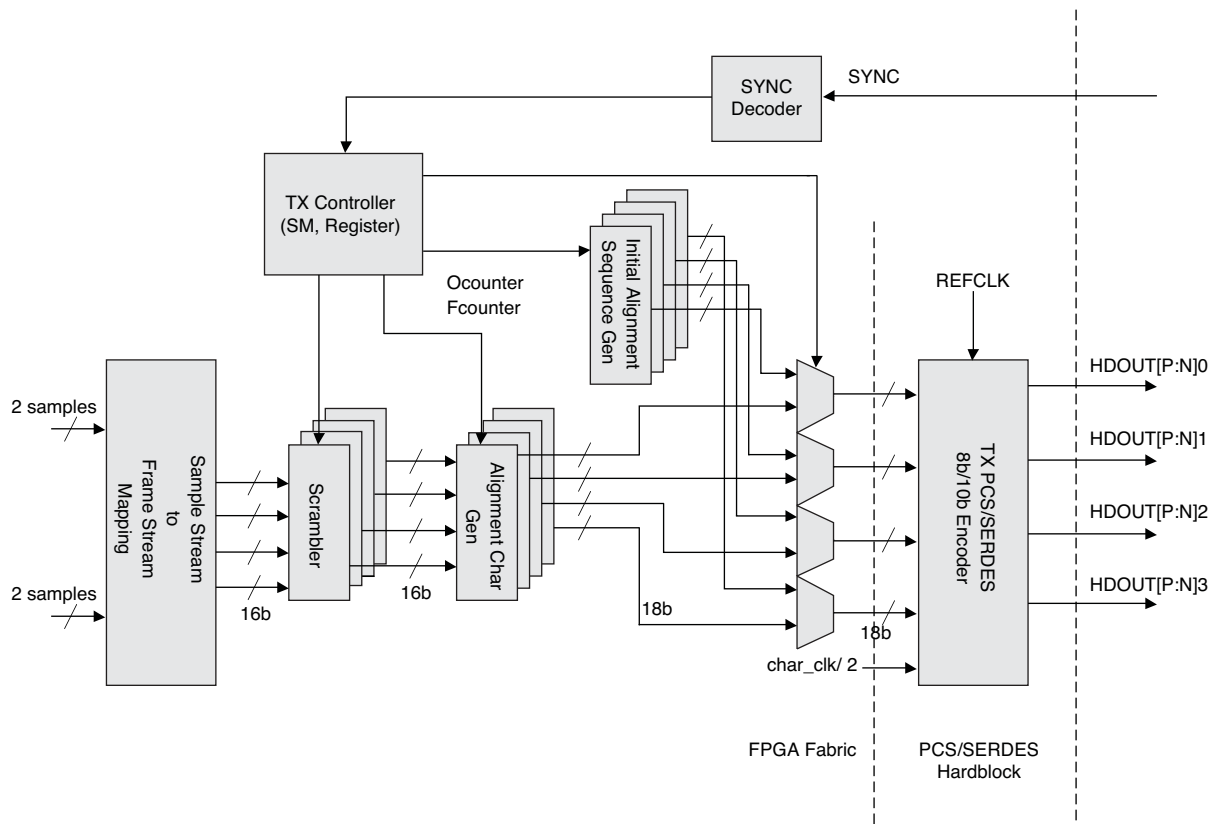 SYNC
SYNC
Decoder
TX Controller
(SM, Register)
Initial Alignment
Sequence Gen
Ocounter
Fcounter
REFCLK
2 samples
2 samples
Sample Stream
to
Frame Stream
Mapping
Scrambler
16b
Alignment Char
Gen
16b
18b
18b
char_clk/ 2
TX PCS/SERDES
8b/10b Encoder
HDOUT[P:N]0
HDOUT[P:N]1
HDOUT[P:N]2
HDOUT[P:N]3
FPGA Fabric
PCS/SERDES
Hardblock